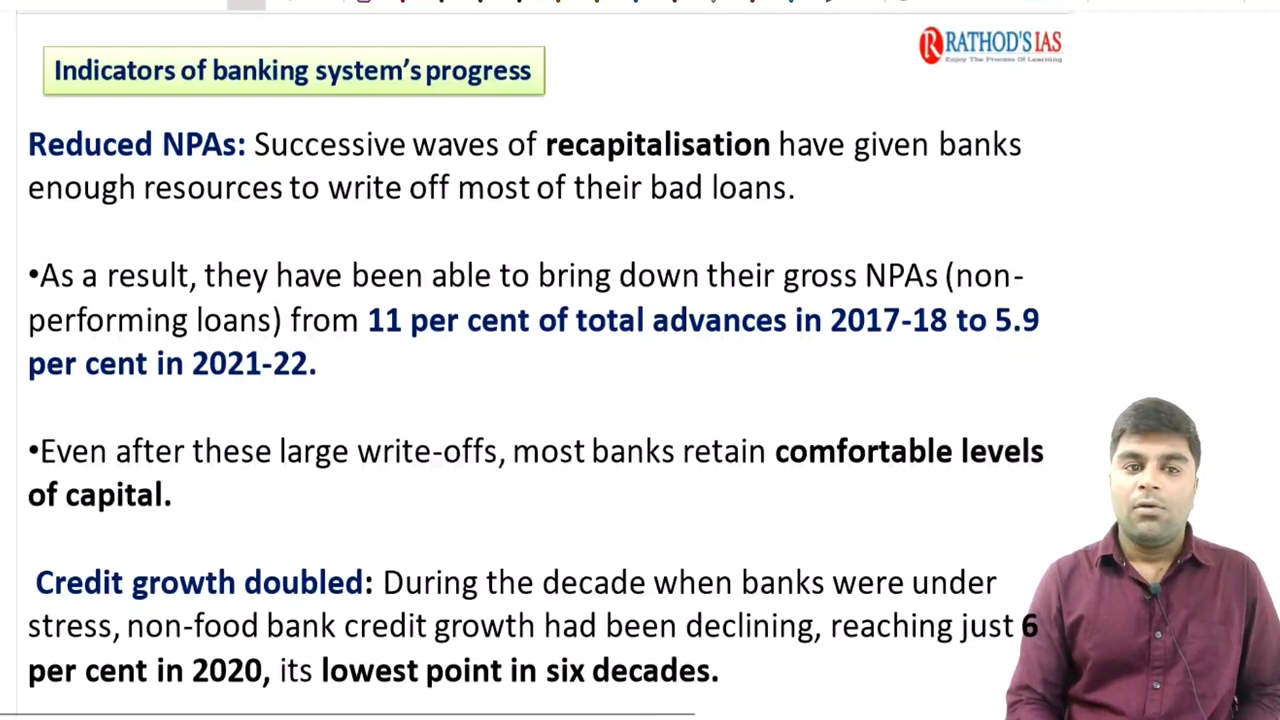 RATHOD'S IAS
Enjoy The Process Of Learning
Indicators of banking system's progress
Reduced NPAs: Successive waves of recapitalisation have given banks
enough resources to write off most of their bad loans.
•As a result, they have been able to bring down their gross NPAs (non-
performing loans) from 11 per cent of total advances in 2017-18 to 5.9
per cent in 2021-22.
•Even after these large write-offs, most banks retain comfortable levels
of capital.
Credit growth doubled: During the decade when banks were under
stress, non-food bank credit growth had been declining, reaching just 6
per cent in 2020, its lowest point in six decades.